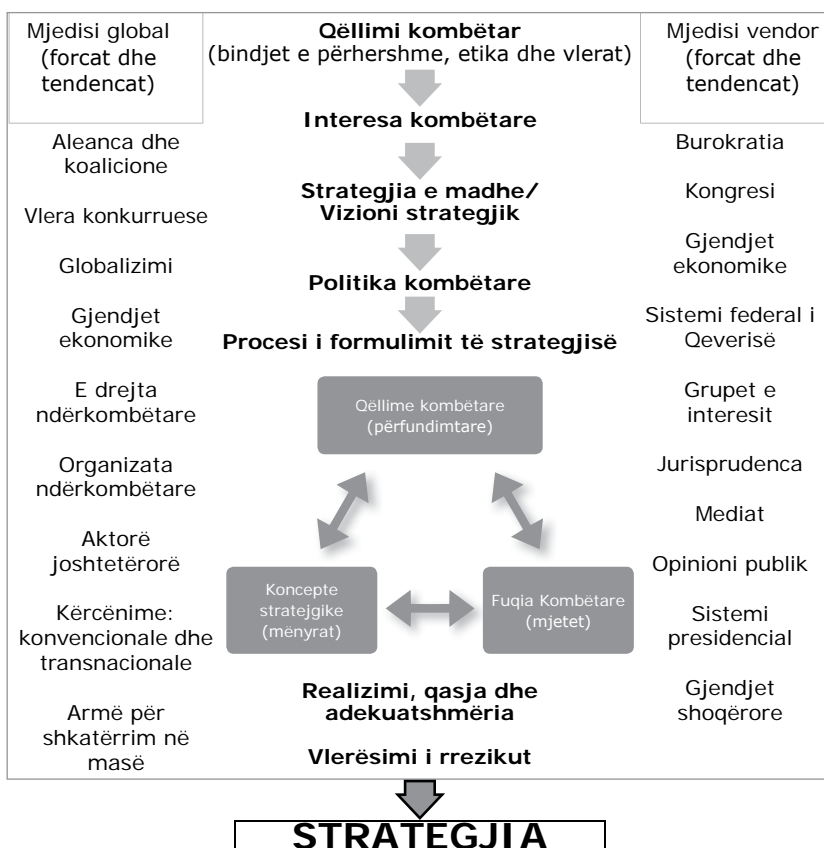 Mjedisi global
(forcat dhe
tendencat)
Aleanca dhe
koalicione
Vlera konkurruese
Globalizimi
Gjendjet
ekonomike
E drejta
ndërkombëtare
Organizata
ndërkombëtare
Aktorë
joshtetërorë
Kërcënime:
konvencionale dhe
transnacionale
Armë për
shkatërrim në
masë
Qëllimi kombëtar
(bindjet e përhershme, etika dhe vlerat)
Interesa kombëtare
Strategjia e madhe/
Vizioni strategjik
Politika kombëtare
Procesi i formulimit të strategjisë
Qëllime kombëtare
(përfundimtare)
Koncepte
stratejgike
(mënyrat)
Fuqia Kombëtare
(mjetet)
Realizimi, qasja dhe
adekuatshmëria
Vlerësimi i rrezikut
Mjedisi vendor
(forcat dhe
tendencat)
Burokratia
Kongresi
Gjendjet
ekonomike
Sistemi federal i
Qeverisë
Grupet e
interesit
Jurisprudenca
Mediat
Opinioni publik
Sistemi
presidencial
Gjendjet
shoqërore
STRATEGJIA